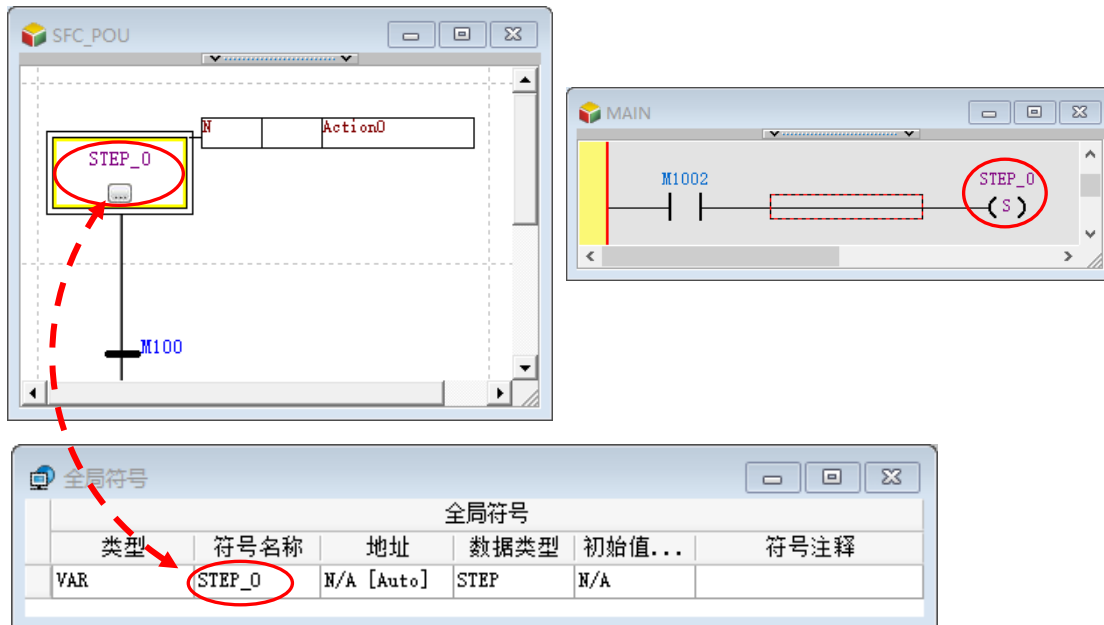 SFC_POU
N Action0
STEP_0
...
M100
MAIN
M1002 STEP_0
S
全局符号
全局符号
类型 符号名称 地址 数据类型 初始值... 符号注释
VAR STEP_0 N/A [Auto] STEP N/A